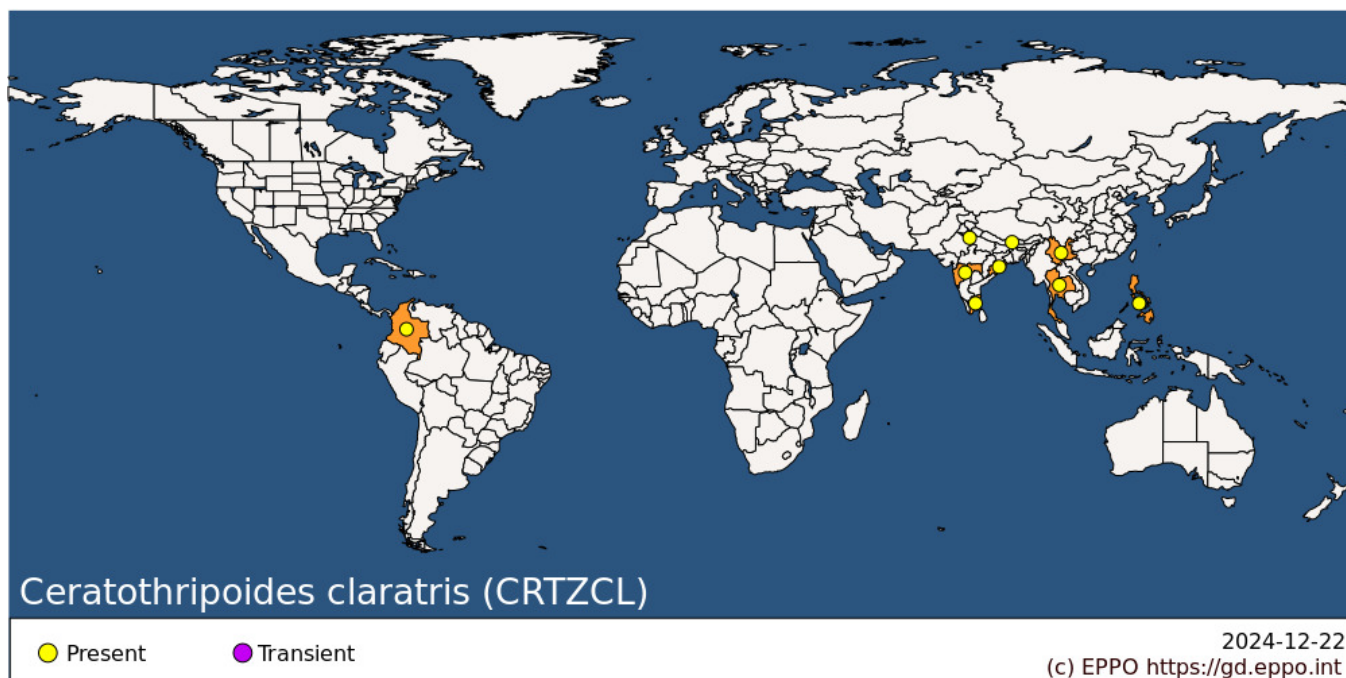 Ceratothripoides claratris (CRTZCL)
Present
Transient
2024-12-22
(c) EPPO https://gd.eppo.int